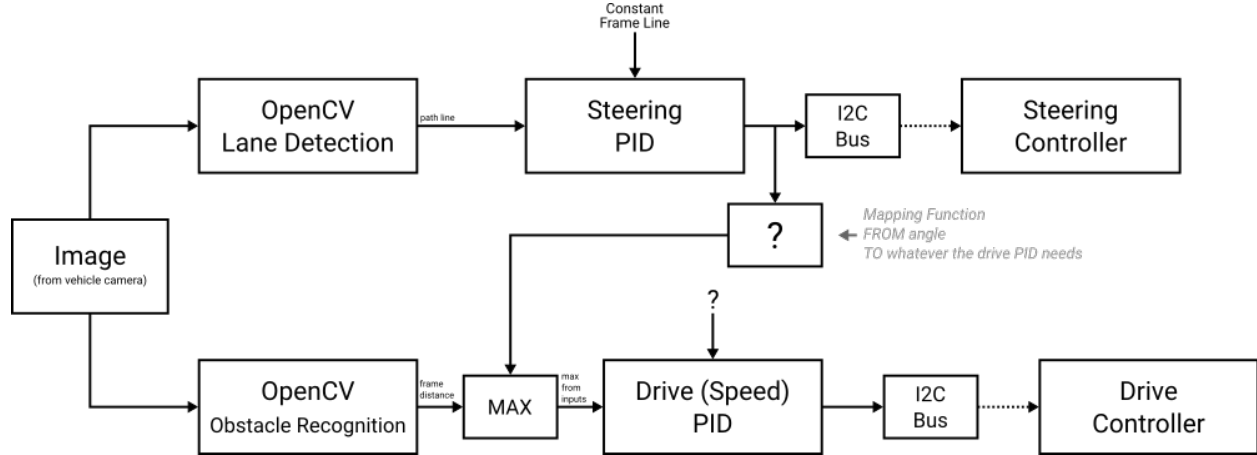 Constant
Frame Line
OpenCV
Lane Detection
path line
Steering
PID
I2C
Bus
Steering
Controller
Image
(from vehicle camera)
?
Mapping Function
FROM angle
TO whatever the drive PID needs
?
OpenCV
Obstacle Recognition
frame
distance
MAX
max
from
inputs
Drive (Speed)
PID
I2C
Bus
Drive
Controller